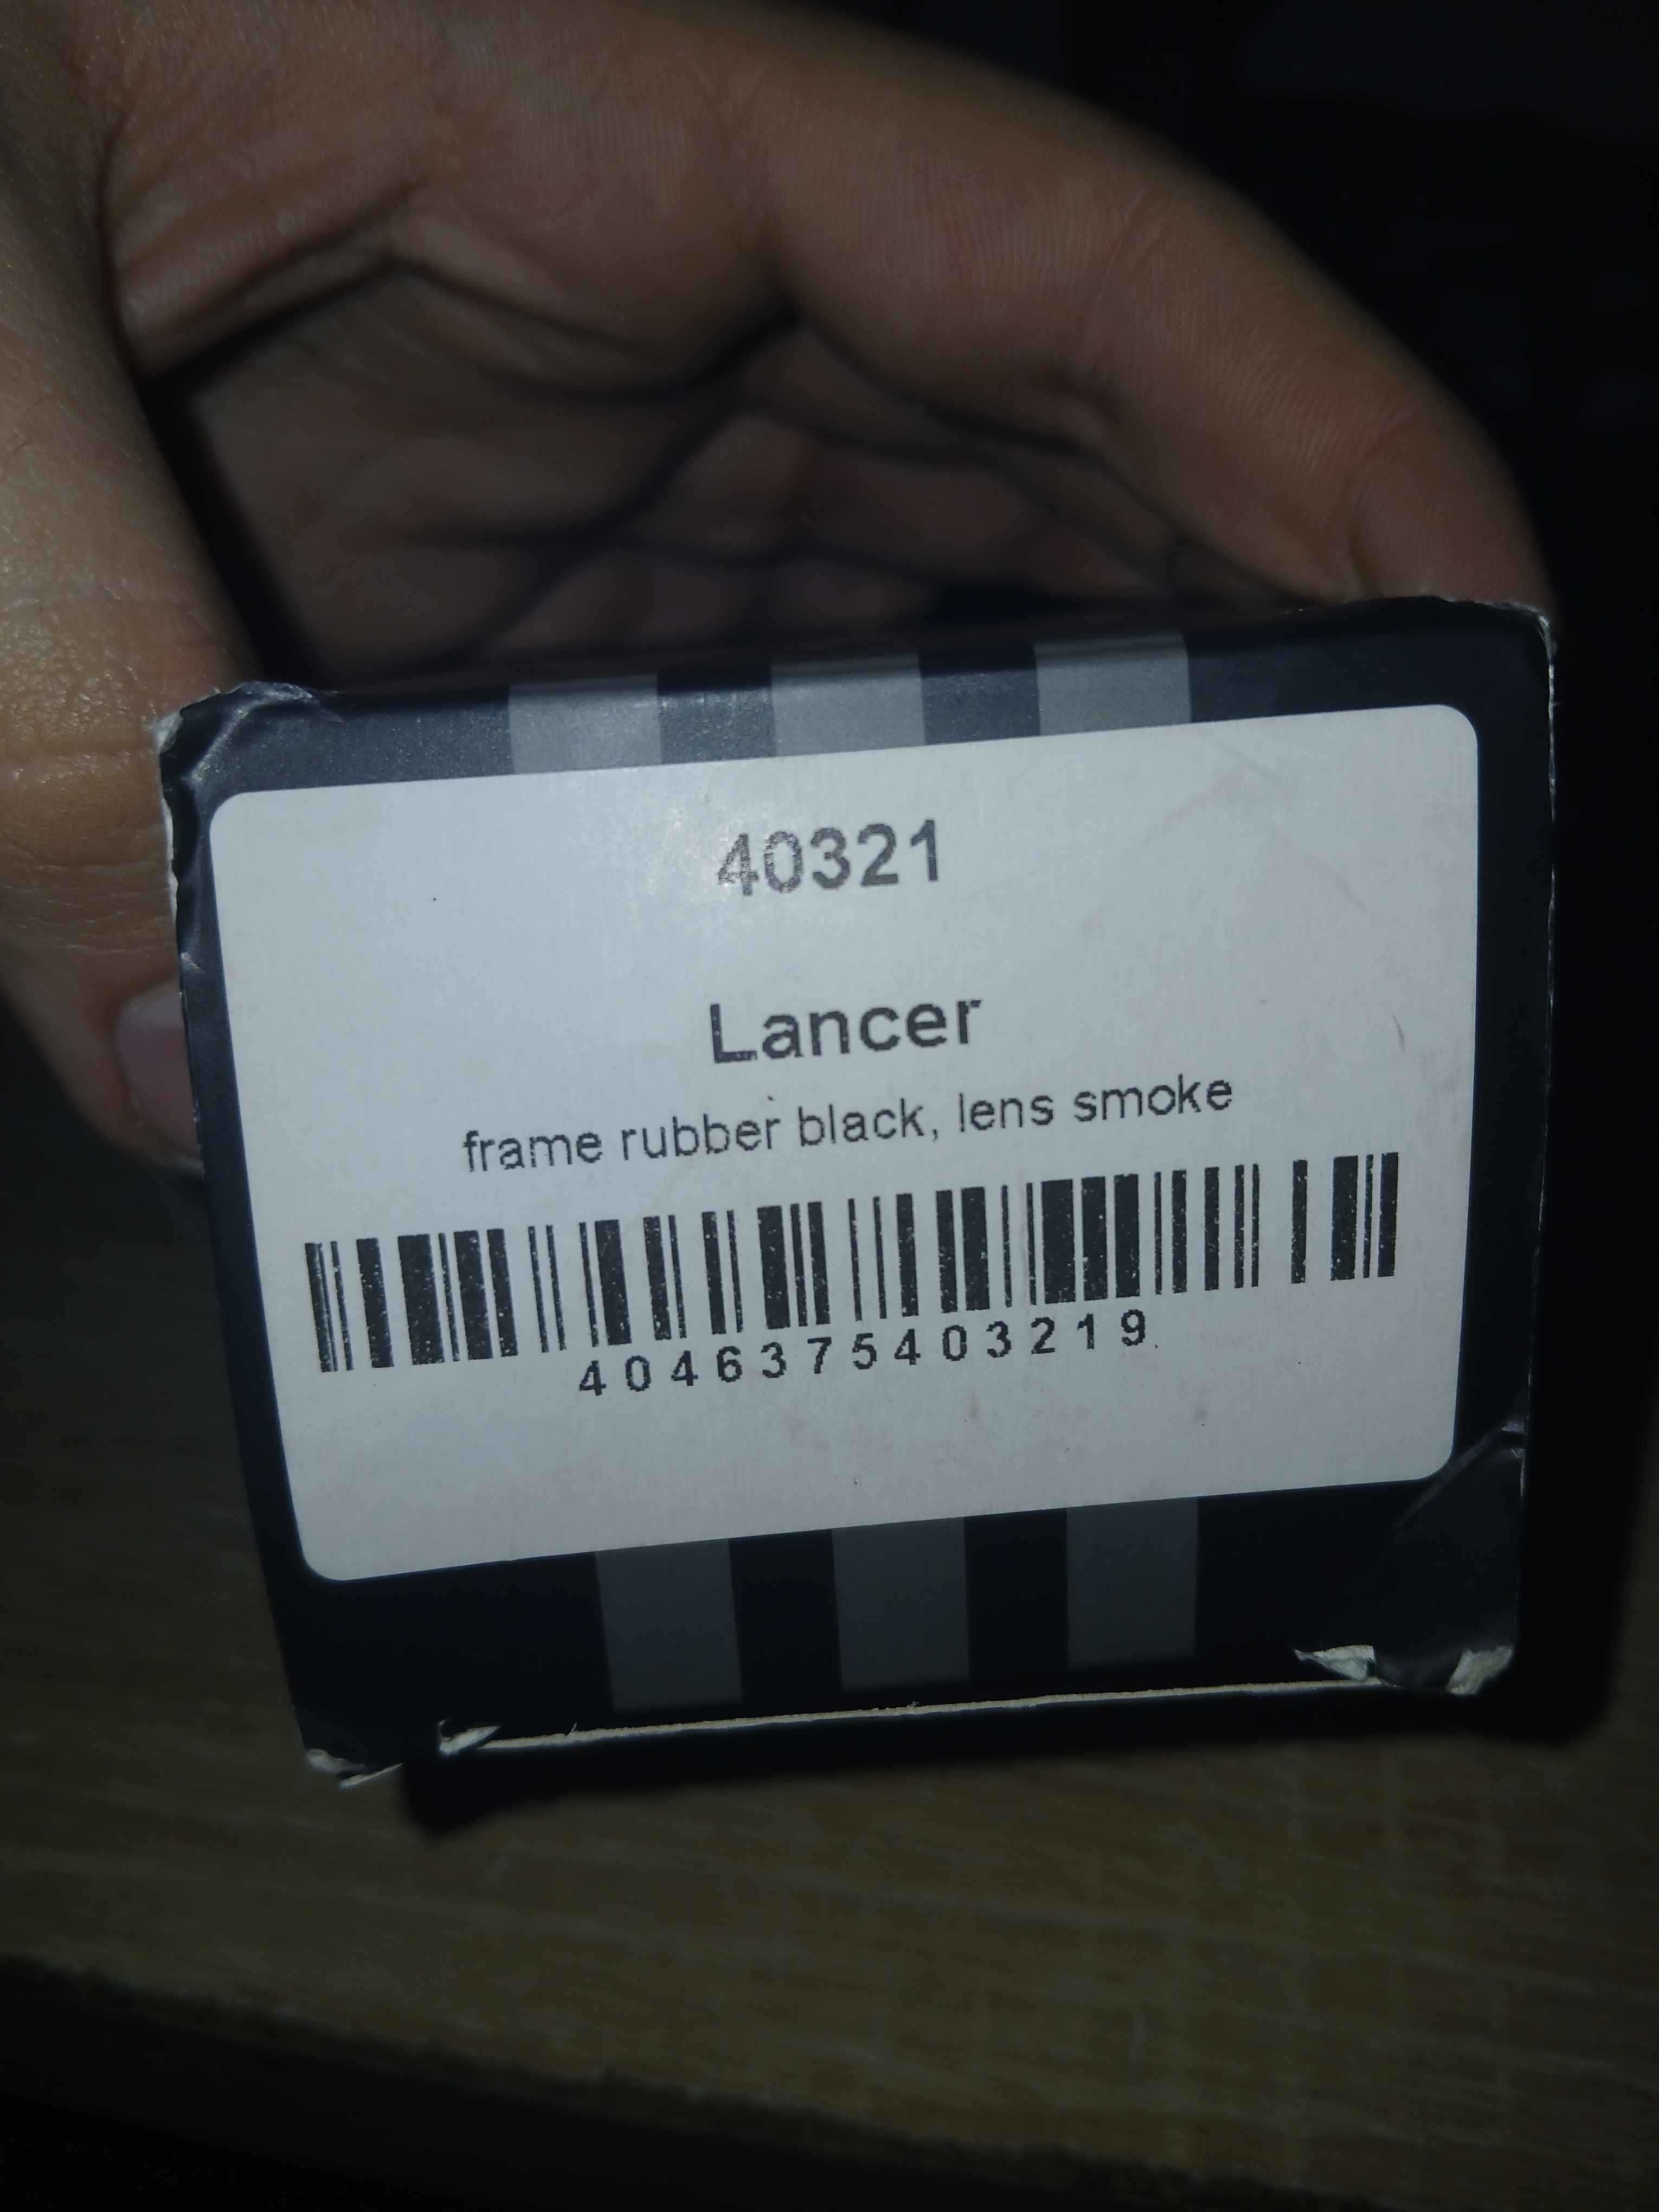 40321
Lancer
frame rubber black, lens smoke
4046375403219